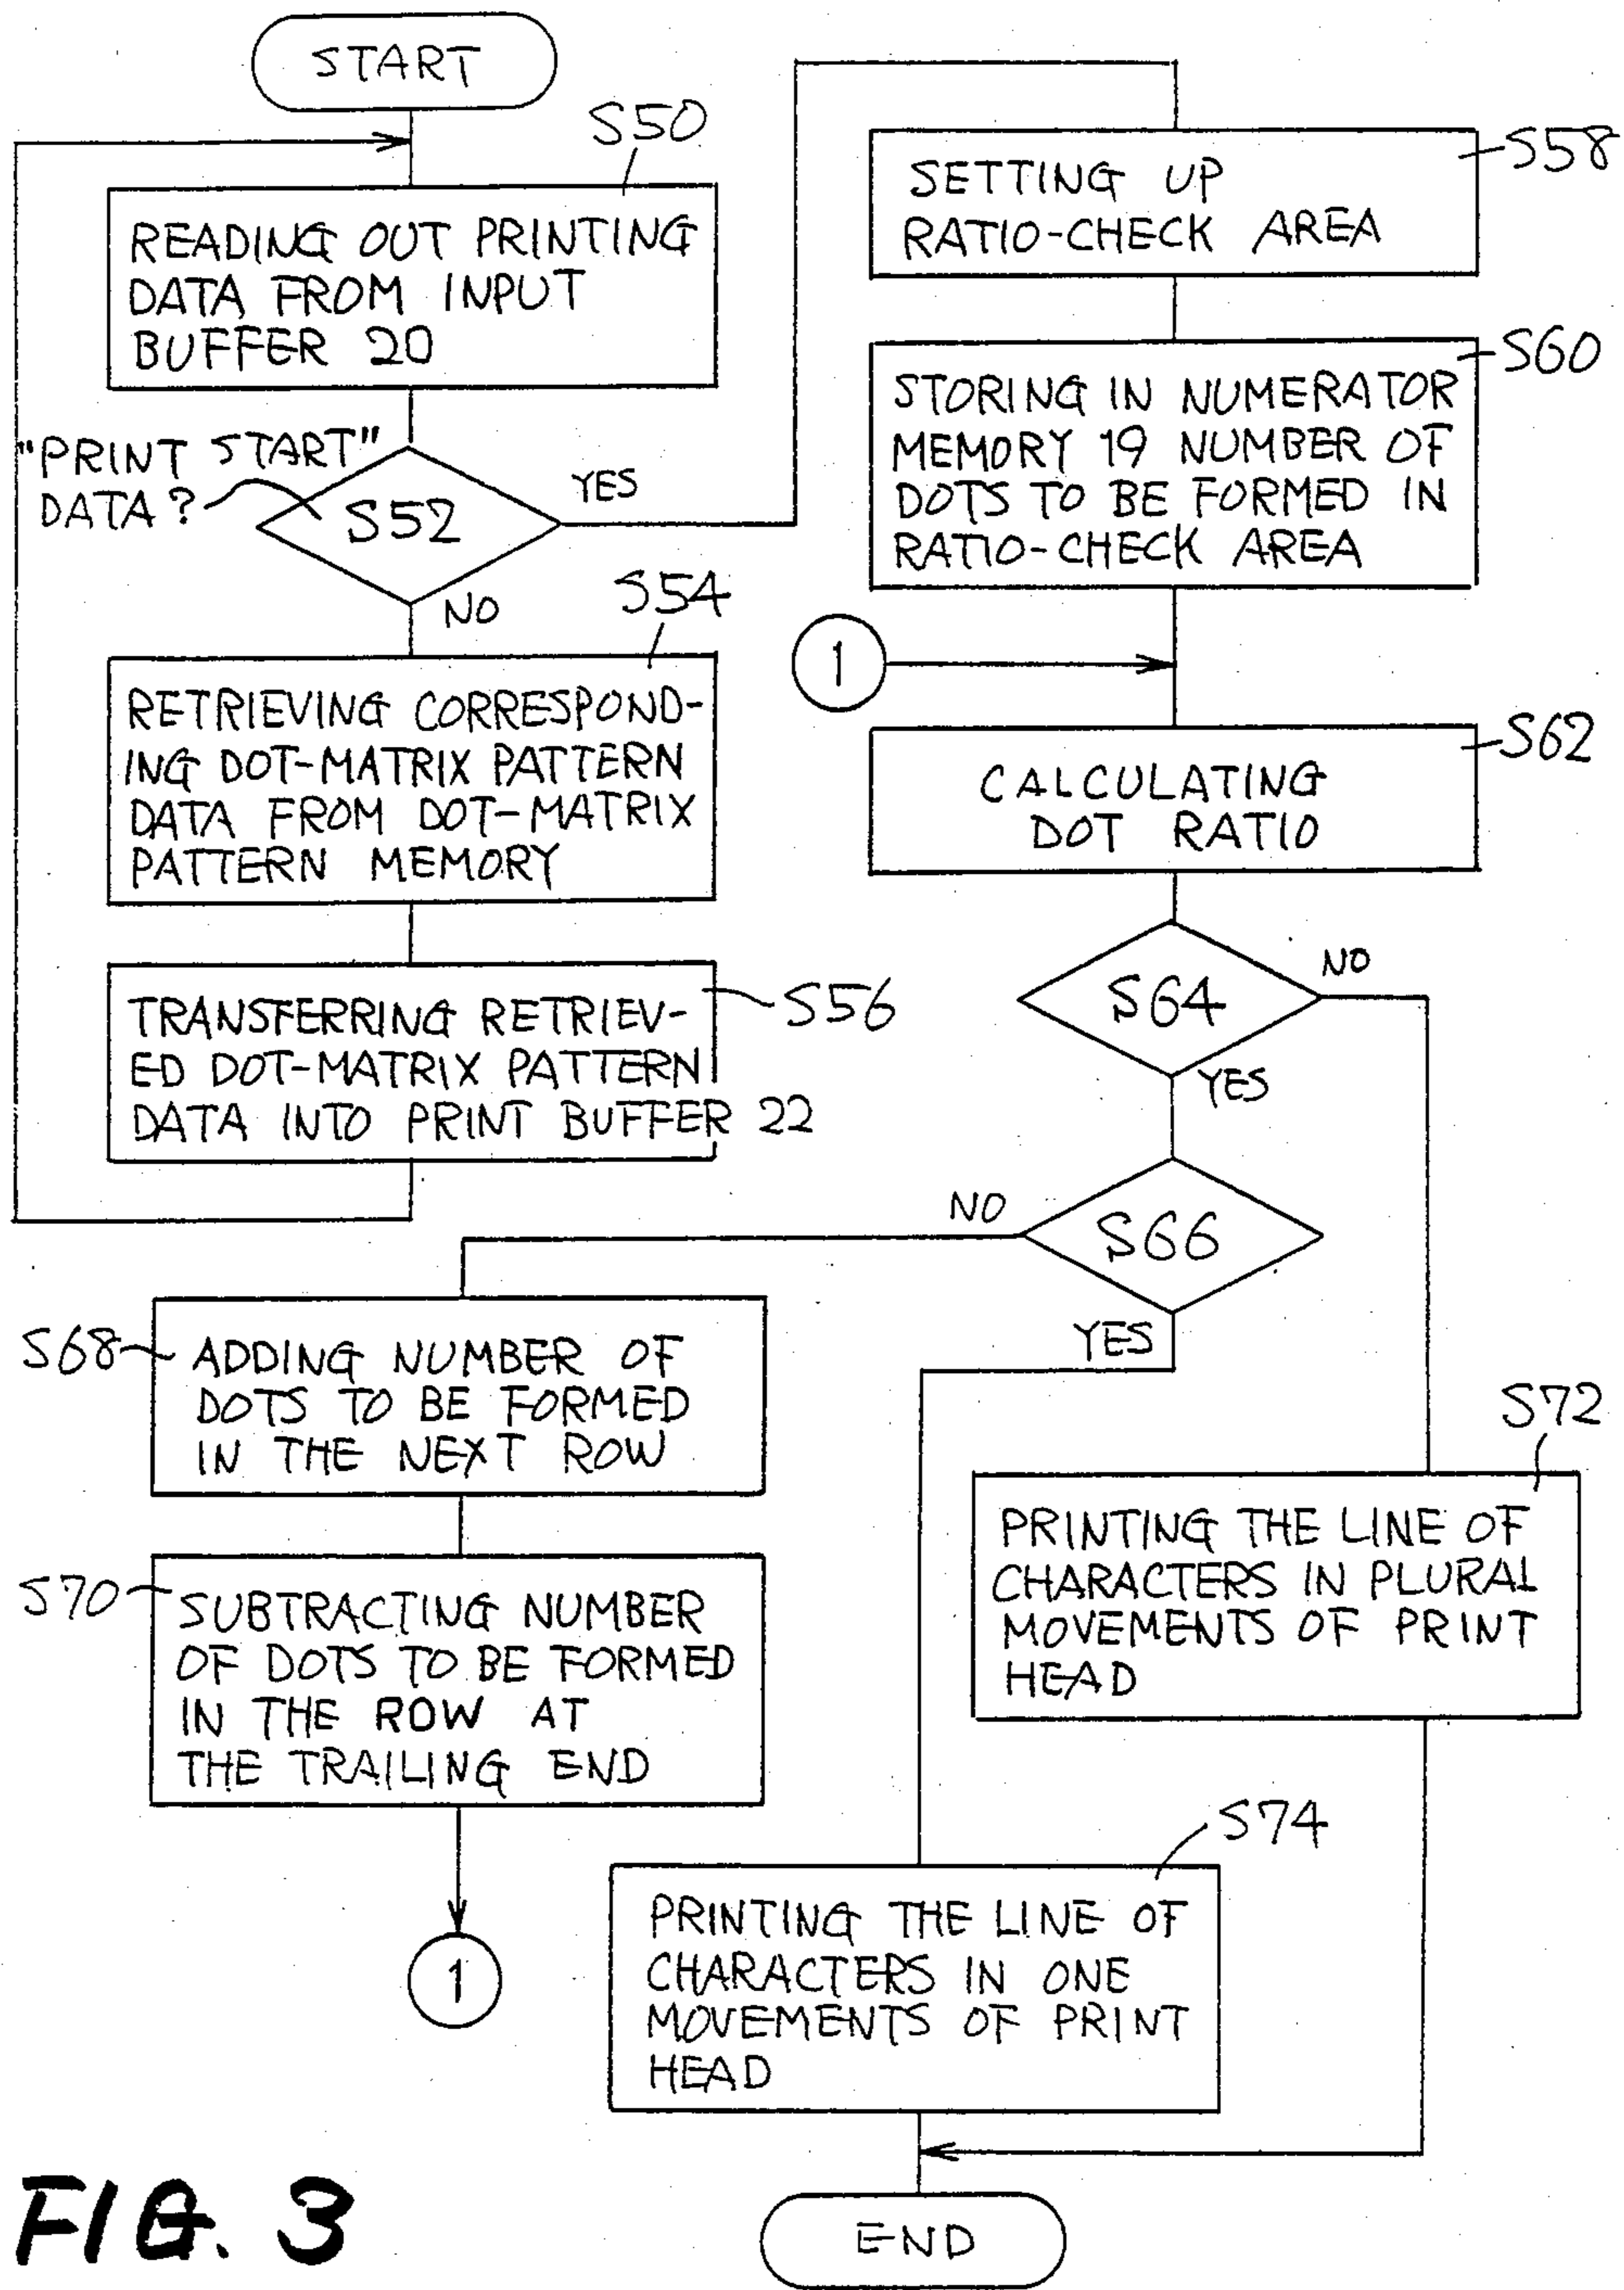 START
S50
READING OUT PRINTING
DATA FROM INPUT
BUFFER 20
"PRINT START"
DATA?
S52
YES
NO
S54
RETRIEVING CORRESPOND-
ING DOT-MATRIX PATTERN
DATA FROM DOT-MATRIX
PATTERN MEMORY
TRANSFERRING RETRIEV-
ED DOT-MATRIX PATTERN
DATA INTO PRINT BUFFER 22
S56
SETTING UP
RATIO-CHECK AREA
S58
STORING IN NUMERATOR
MEMORY 19 NUMBER OF
DOTS TO BE FORMED IN
RATIO-CHECK AREA
S60
1
CALCULATING
DOT RATIO
S62
S64
NO
YES
S66
NO
YES
S68
ADDING NUMBER OF
DOTS TO BE FORMED
IN THE NEXT ROW
S70
SUBTRACTING NUMBER
OF DOTS TO BE FORMED
IN THE ROW AT
THE TRAILING END
1
S72
PRINTING THE LINE OF
CHARACTERS IN PLURAL
MOVEMENTS OF PRINT
HEAD
S74
PRINTING THE LINE OF
CHARACTERS IN ONE
MOVEMENTS OF PRINT
HEAD
END
FIG. 3